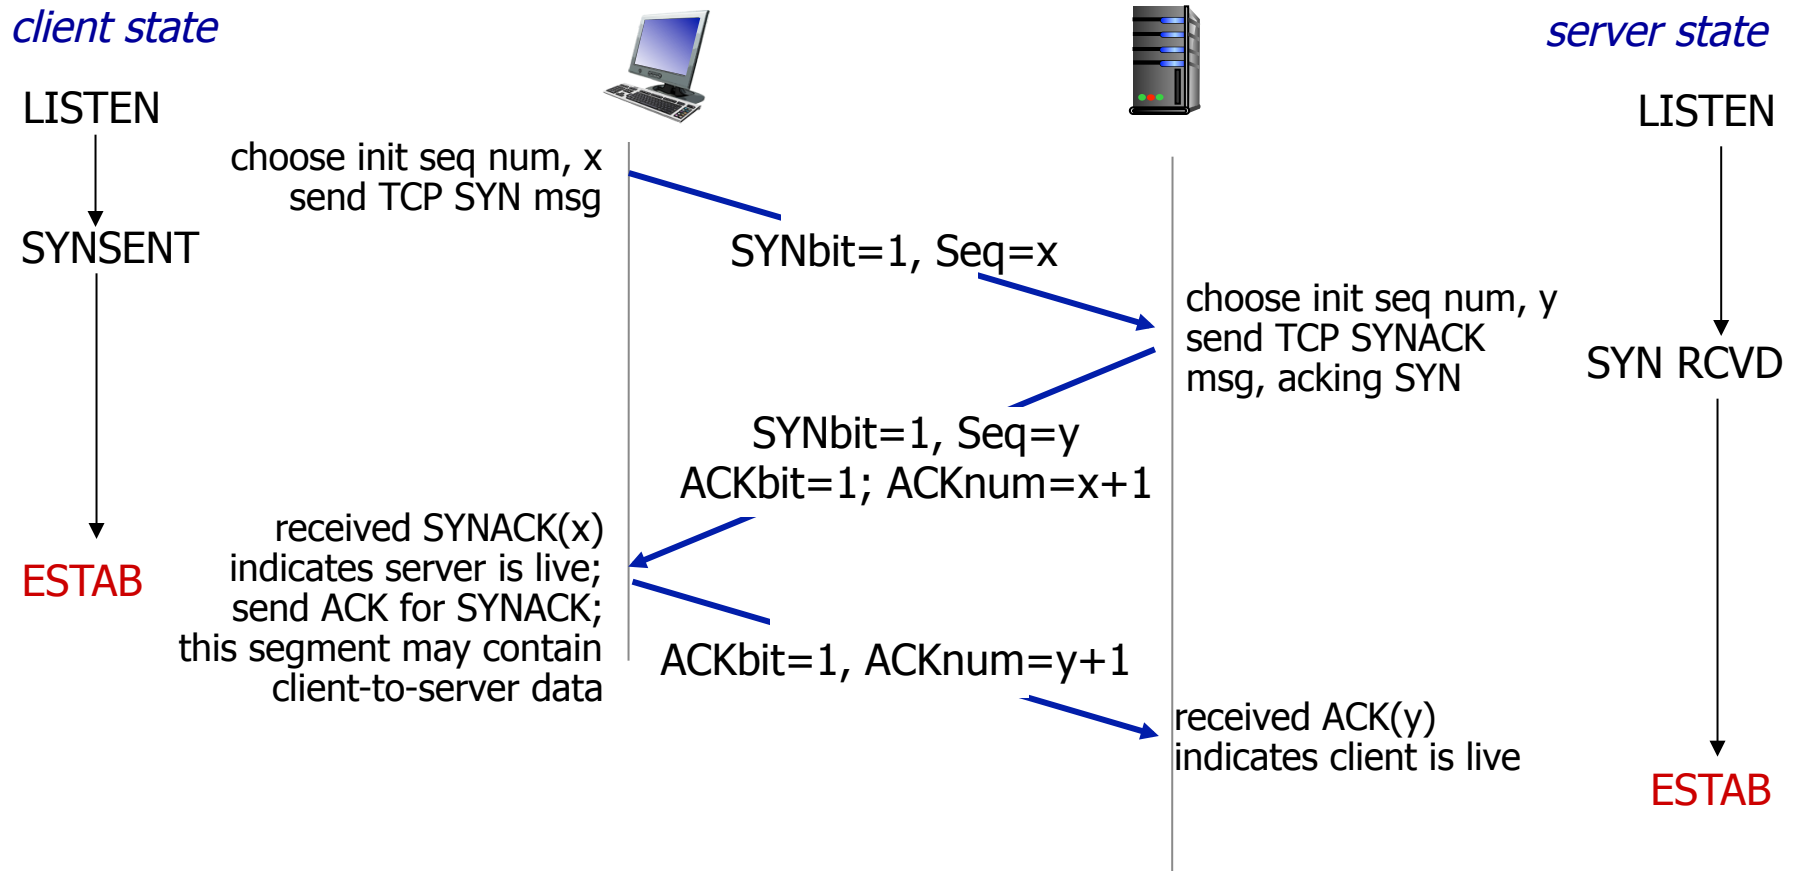 client state
server state
LISTEN
LISTEN
choose init seq num, x
send TCP SYN msg
SYNSENT
SYNbit=1, Seq=x
choose init seq num, y
send TCP SYNACK
msg, acking SYN
SYN RCVD
SYNbit=1, Seq=y
ACKbit=1; ACKnum=x+1
received SYNACK(x)
indicates server is live;
send ACK for SYNACK;
this segment may contain
client-to-server data
ESTAB
ACKbit=1, ACKnum=y+1
received ACK(y)
indicates client is live
ESTAB